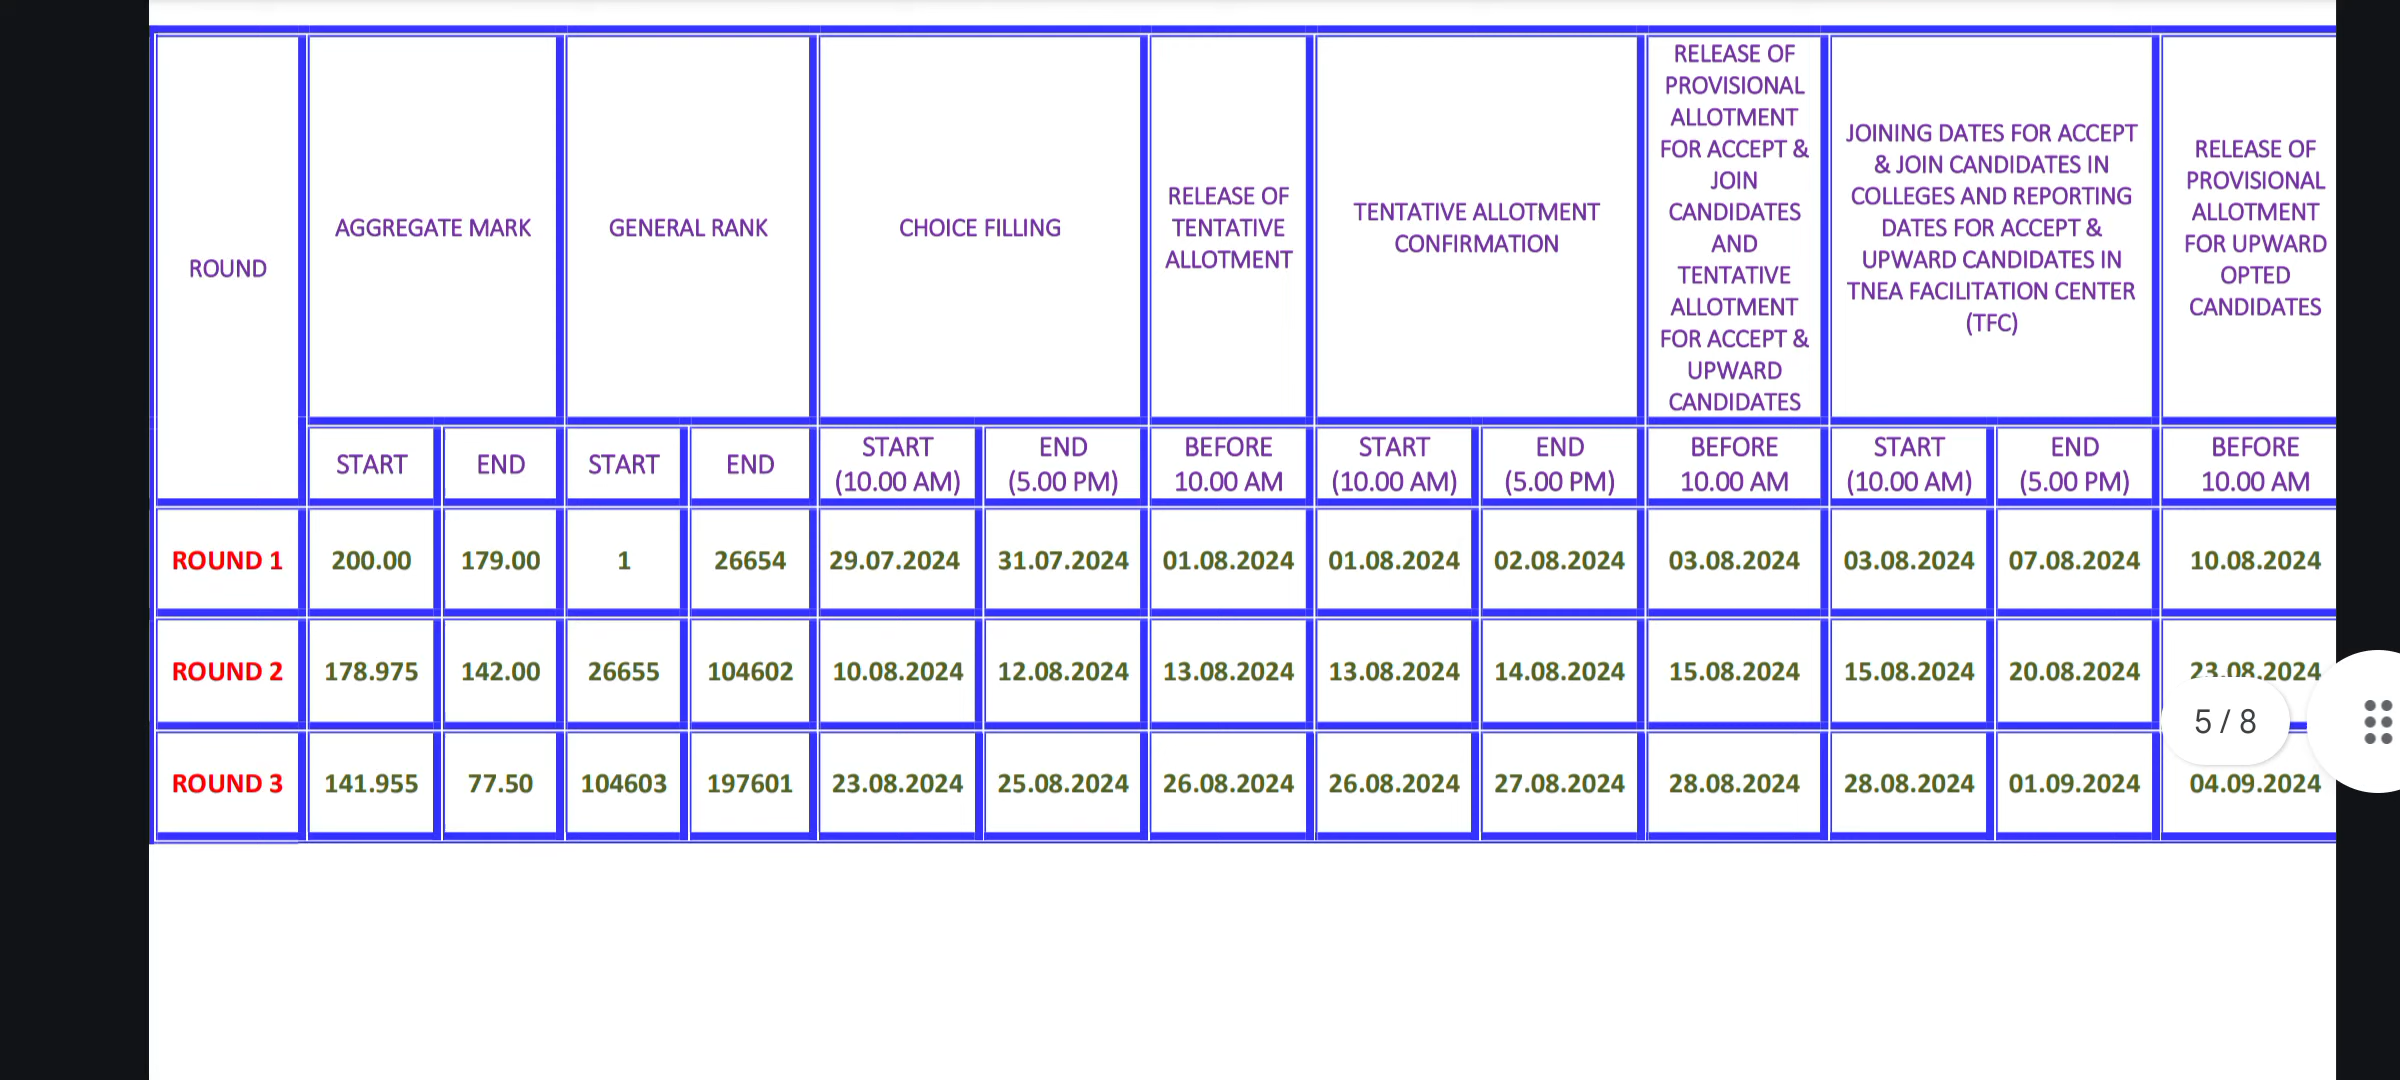 ROUND
AGGREGATE MARK
GENERAL RANK
CHOICE FILLING
RELEASE OF
TENTATIVE
ALLOTMENT
TENTATIVE ALLOTMENT
CONFIRMATION
RELEASE OF
PROVISIONAL
ALLOTMENT
FOR ACCEPT &
JOIN
CANDIDATES
AND
TENTATIVE
ALLOTMENT
FOR ACCEPT &
UPWARD
CANDIDATES
JOINING DATES FOR ACCEPT
& JOIN CANDIDATES IN
COLLEGES AND REPORTING
DATES FOR ACCEPT &
UPWARD CANDIDATES IN
TNEA FACILITATION CENTER
(TFC)
RELEASE OF
PROVISIONAL
ALLOTMENT
FOR UPWARD
OPTED
CANDIDATES
START END START END START (10.00 AM) END (5.00 PM) BEFORE 10.00 AM START (10.00 AM) END (5.00 PM) BEFORE 10.00 AM START (10.00 AM) END (5.00 PM) BEFORE 10.00 AM
ROUND 1 200.00 179.00 1 26654 29.07.2024 31.07.2024 01.08.2024 01.08.2024 02.08.2024 03.08.2024 03.08.2024 07.08.2024 10.08.2024
ROUND 2 178.975 142.00 26655 104602 10.08.2024 12.08.2024 13.08.2024 13.08.2024 14.08.2024 15.08.2024 15.08.2024 20.08.2024 23.08.2024
5 / 8
ROUND 3 141.955 77.50 104603 197601 23.08.2024 25.08.2024 26.08.2024 26.08.2024 27.08.2024 28.08.2024 28.08.2024 01.09.2024 04.09.2024